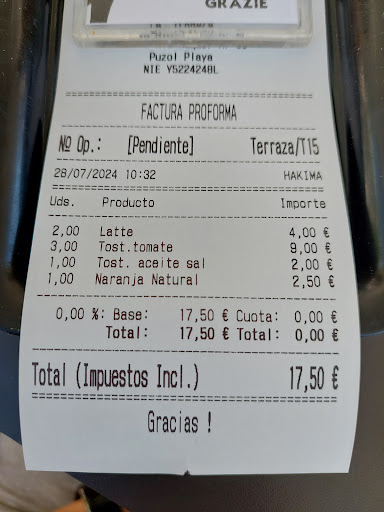 GRAZIE
Puzol Playa
NIE Y5224248L
FACTURA PROFORMA
Nº Op.: [Pendiente] Terraza/T15
28/07/2024 10:32 HAKIMA
Uds. Producto Importe
2,00 Latte 4,00 €
3,00 Tost.tomate 9,00 €
1,00 Tost. aceite sal 2,00 €
1,00 Naranja Natural 2,50 €
0,00 %: Base: 17,50 € Cuota: 0,00 €
Total: 17,50 € Total: 0,00 €
Total (Impuestos Incl.) 17,50 €
Gracias !